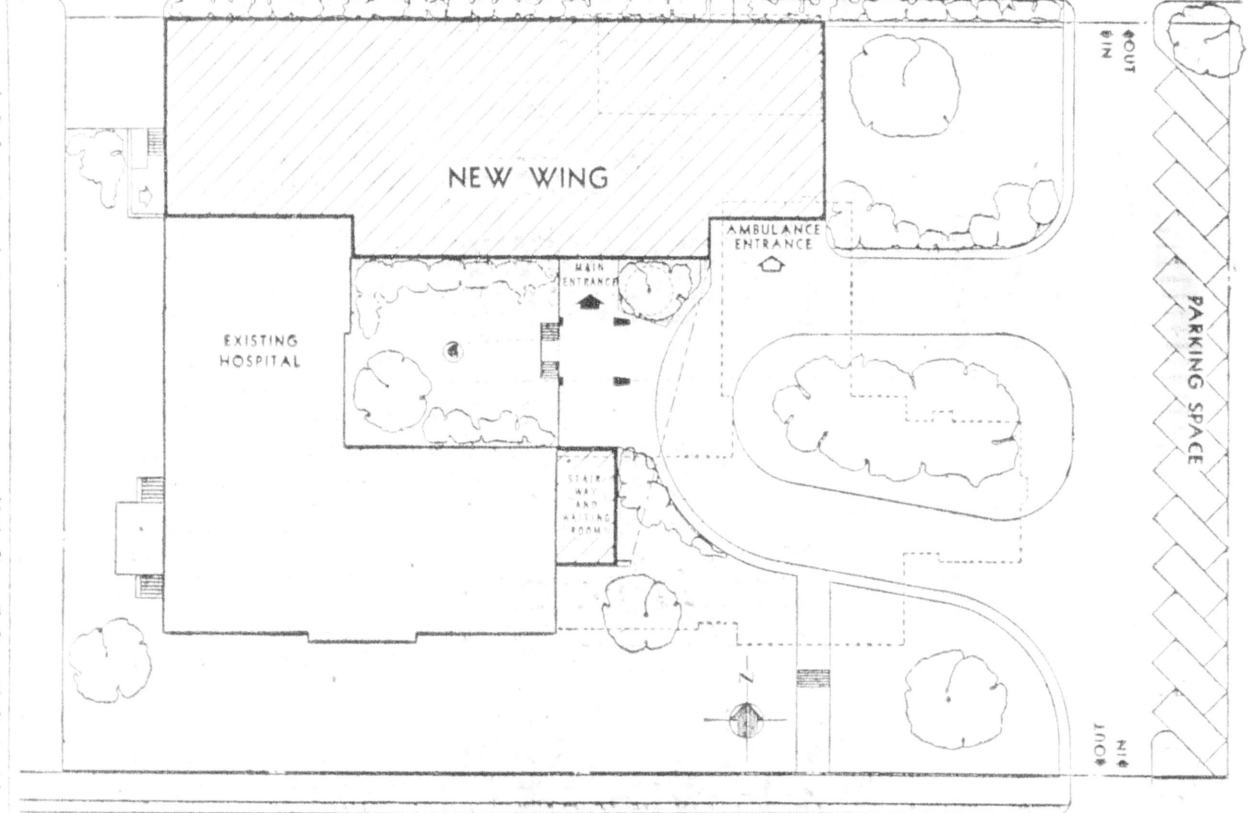 OUT
IN
NEW WING
AMBULANCE
ENTRANCE
MAIN
ENTRANCE
EXISTING
HOSPITAL
PARKING SPACE
STAIR-
WAY
AND
WAITING
ROOM
N
IN
OUT